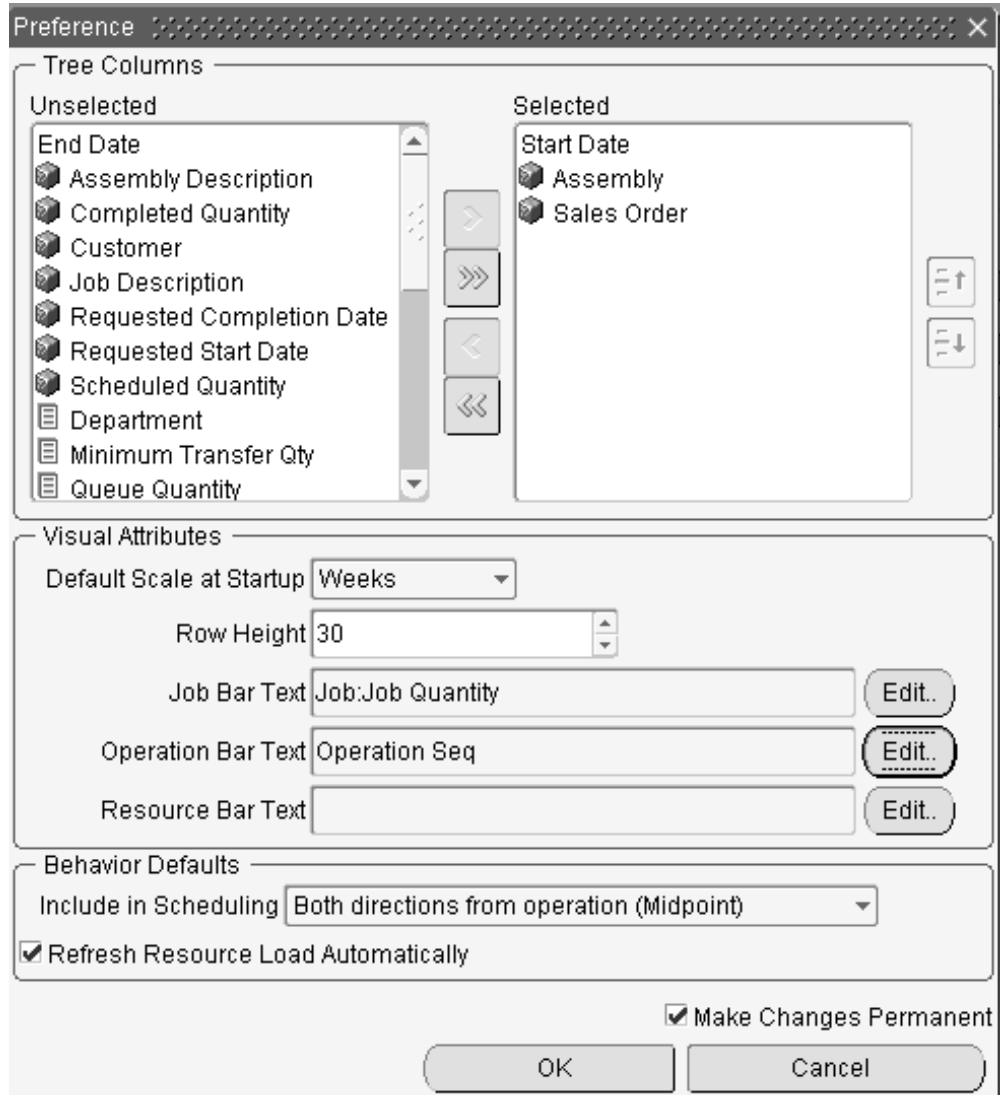 Preference
Tree Columns
Unselected
Selected
End Date
Assembly Description
Completed Quantity
Customer
Job Description
Requested Completion Date
Requested Start Date
Scheduled Quantity
Department
Minimum Transfer Qty
Queue Quantity
Start Date
Assembly
Sales Order
Visual Attributes
Default Scale at Startup Weeks
Row Height 30
Job Bar Text Job:Job Quantity Edit..
Operation Bar Text Operation Seq Edit..
Resource Bar Text Edit..
Behavior Defaults
Include in Scheduling Both directions from operation (Midpoint)
Refresh Resource Load Automatically
Make Changes Permanent
OK Cancel